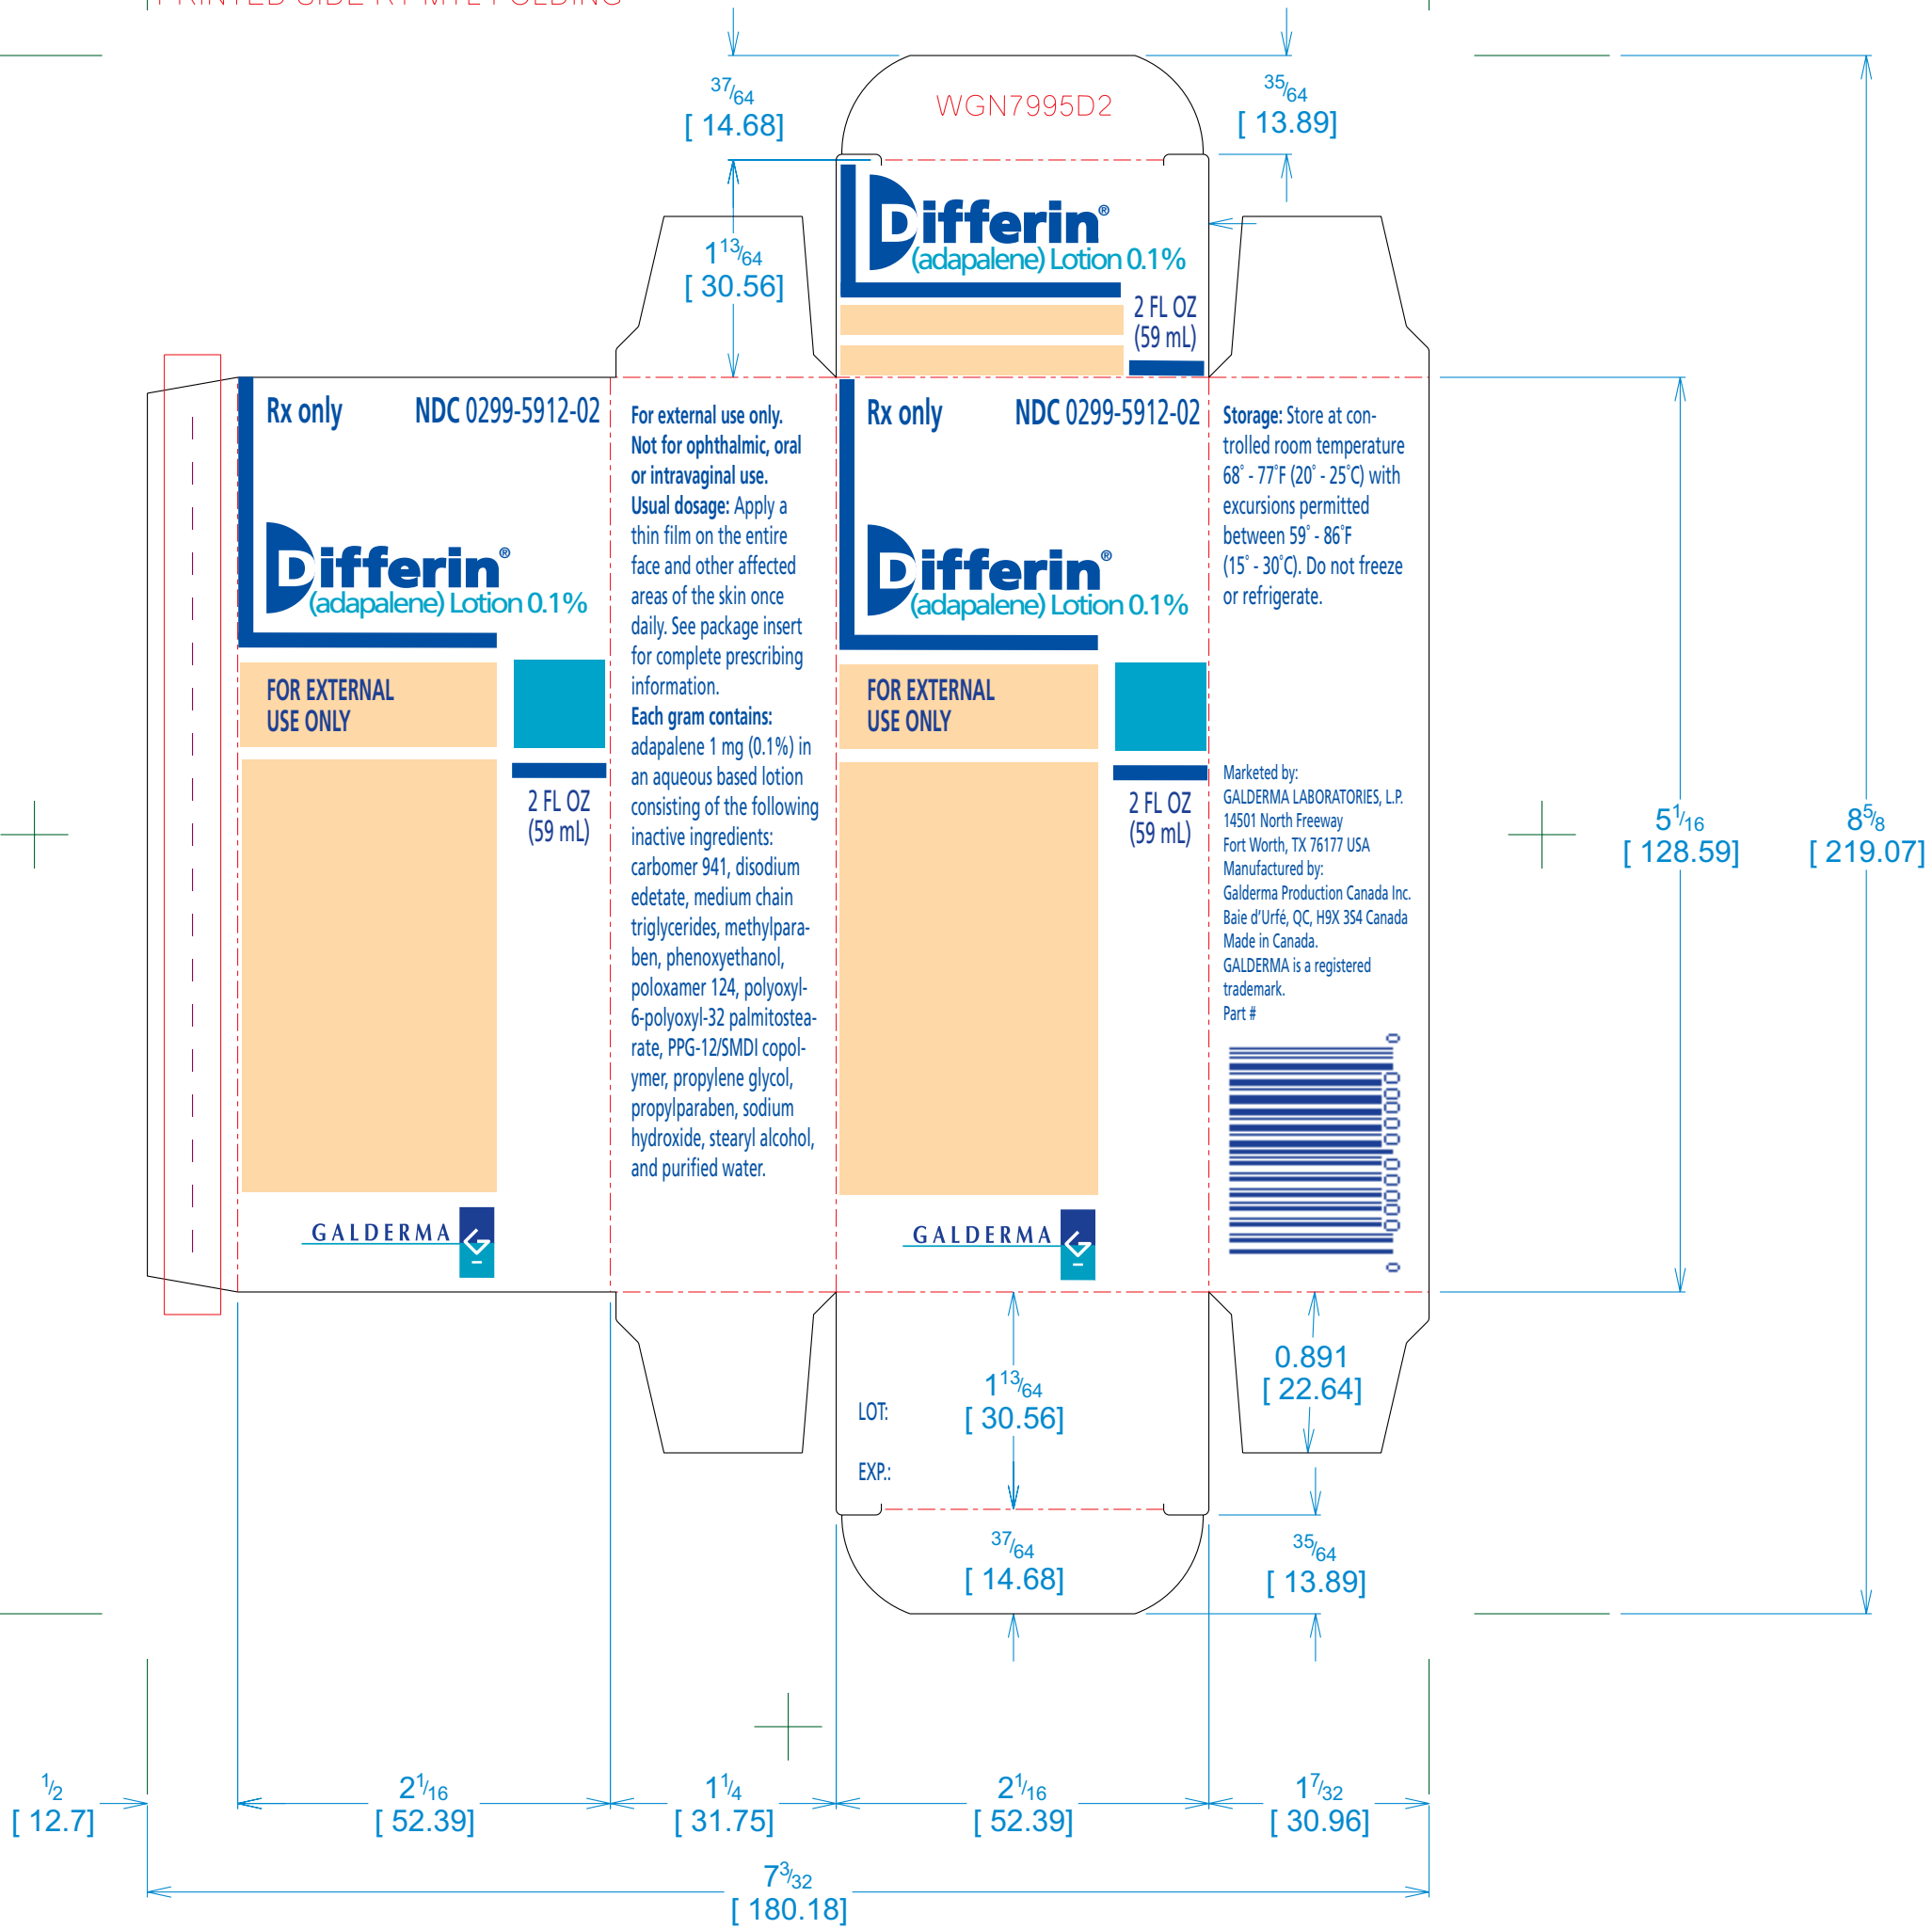 PRINTED SIDE RT MTL FOLDING
37/64
[ 14.68]
WGN7995D2
35/64
[ 13.89]
Differin®
(adapalene) Lotion 0.1%
2 FL OZ
(59 mL)
1 13/64
[ 30.56]
Rx only NDC 0299-5912-02
Differin®
(adapalene) Lotion 0.1%
FOR EXTERNAL
USE ONLY
2 FL OZ
(59 mL)
GALDERMA
For external use only.
Not for ophthalmic, oral
or intravaginal use.
Usual dosage: Apply a
thin film on the entire
face and other affected
areas of the skin once
daily. See package insert
for complete prescribing
information.
Each gram contains:
adapalene 1 mg (0.1%) in
an aqueous based lotion
consisting of the following
inactive ingredients:
carbomer 941, disodium
edetate, medium chain
triglycerides, methylpara-
ben, phenoxyethanol,
poloxamer 124, polyoxyl-
6-polyoxyl-32 palmitostea-
rate, PPG-12/SMDI copol-
ymer, propylene glycol,
propylparaben, sodium
hydroxide, stearyl alcohol,
and purified water.
Rx only NDC 0299-5912-02
Differin®
(adapalene) Lotion 0.1%
FOR EXTERNAL
USE ONLY
2 FL OZ
(59 mL)
GALDERMA
Storage: Store at con-
trolled room temperature
68˚ - 77˚F (20˚ - 25˚C) with
excursions permitted
between 59˚ - 86˚F
(15˚ - 30˚C). Do not freeze
or refrigerate.
Marketed by:
GALDERMA LABORATORIES, L.P.
14501 North Freeway
Fort Worth, TX 76177 USA
Manufactured by:
Galderma Production Canada Inc.
Baie d’Urfé, QC, H9X 3S4 Canada
Made in Canada.
GALDERMA is a registered
trademark.
Part #
0 00000 00000 0
5 1/16
[ 128.59]
8 5/8
[ 219.07]
LOT:
EXP.:
1 13/64
[ 30.56]
0.891
[ 22.64]
37/64
[ 14.68]
35/64
[ 13.89]
1/2
[ 12.7]
2 1/16
[ 52.39]
1 1/4
[ 31.75]
2 1/16
[ 52.39]
1 7/32
[ 30.96]
7 3/32
[ 180.18]